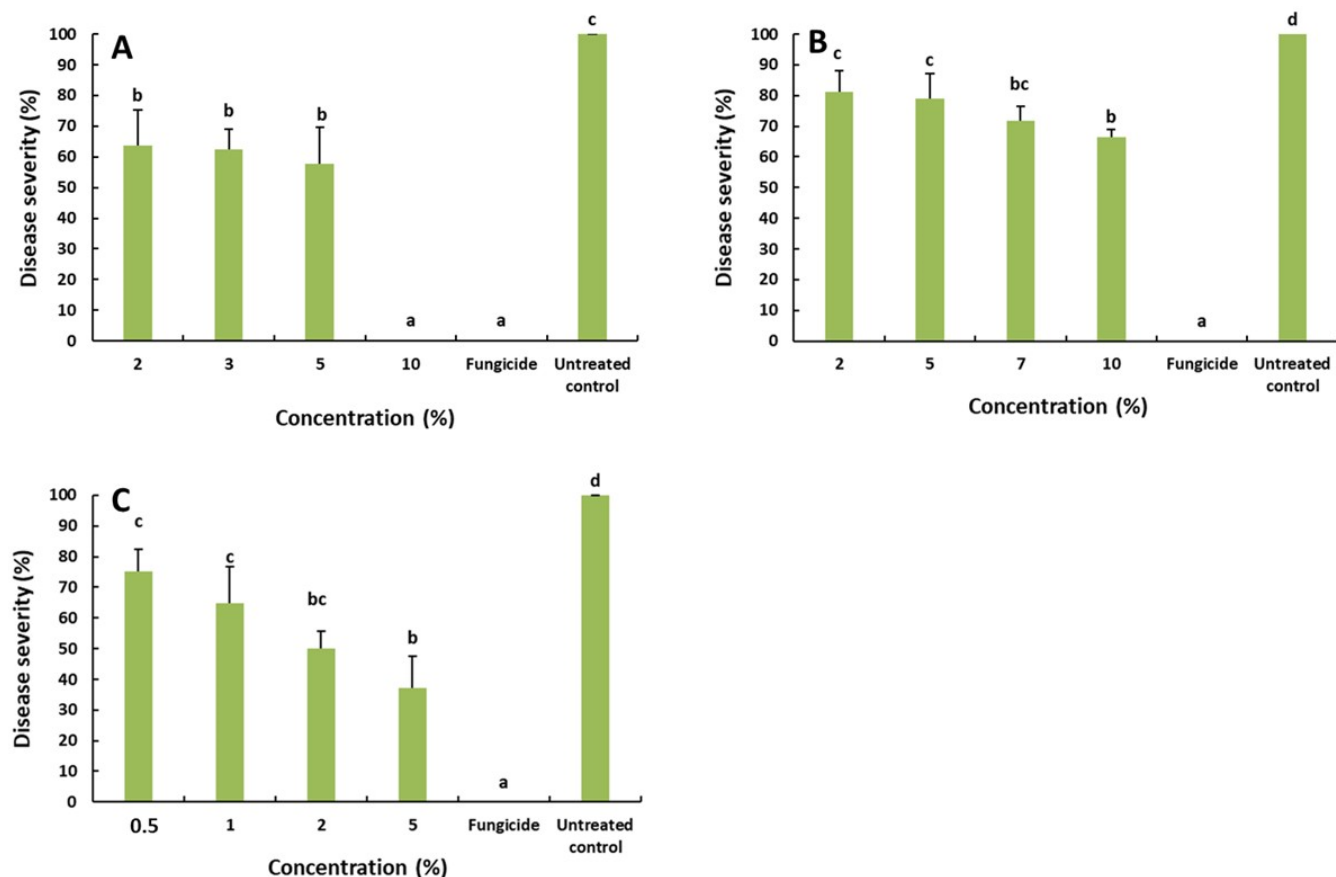 A
Disease severity (%)
100
90
80
70
60
50
40
30
20
10
0
b
b
b
a
a
c
2
3
5
10
Fungicide
Untreated
control
Concentration (%)
B
Disease severity (%)
100
90
80
70
60
50
40
30
20
10
0
c
c
bc
b
a
d
2
5
7
10
Fungicide
Untreated
control
Concentration (%)
C
Disease severity (%)
100
90
80
70
60
50
40
30
20
10
0
c
c
bc
b
a
d
0.5
1
2
5
Fungicide
Untreated
control
Concentration (%)